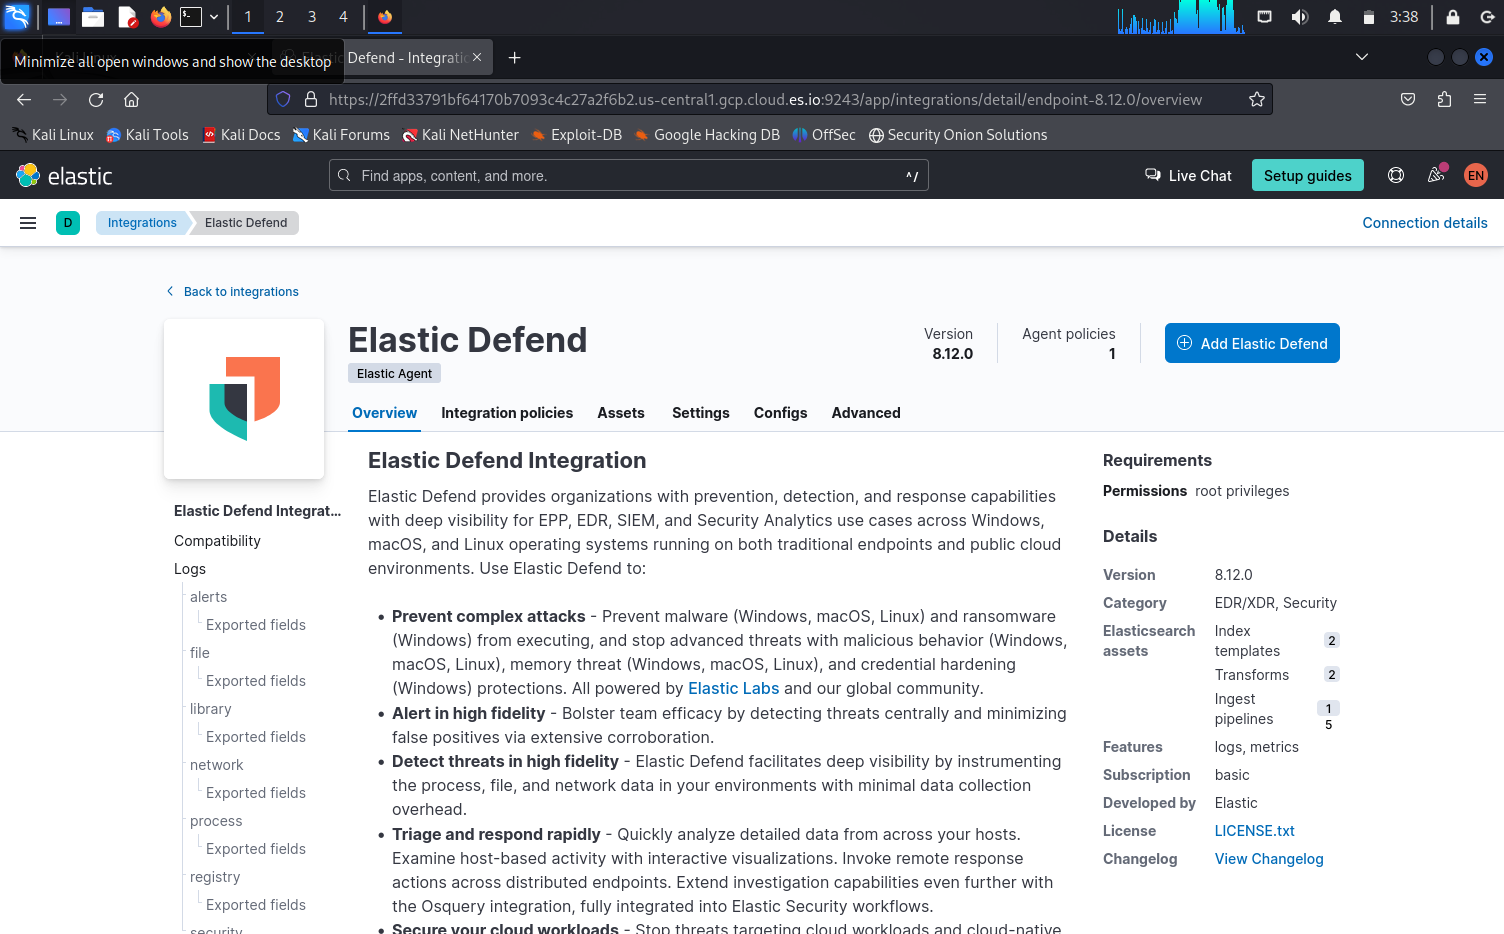 1 2 3 4
3:38
Minimize all open windows and show the desktop
Defend - Integratio
https://2ffd33791bf64170b7093c4c27a2f6b2.us-central1.gcp.cloud.es.io:9243/app/integrations/detail/endpoint-8.12.0/overview
Kali Linux Kali Tools Kali Docs Kali Forums Kali NetHunter Exploit-DB Google Hacking DB OffSec Security Onion Solutions
elastic
Find apps, content, and more.
^/
Live Chat
Setup guides
EN
D
Integrations
Elastic Defend
Connection details
Back to integrations
Elastic Defend
Elastic Agent
Version
8.12.0
Agent policies
1
Add Elastic Defend
Overview Integration policies Assets Settings Configs Advanced
Elastic Defend Integrat...
Compatibility
Logs
alerts
Exported fields
file
Exported fields
library
Exported fields
network
Exported fields
process
Exported fields
registry
Exported fields
security
Elastic Defend Integration
Elastic Defend provides organizations with prevention, detection, and response capabilities
with deep visibility for EPP, EDR, SIEM, and Security Analytics use cases across Windows,
macOS, and Linux operating systems running on both traditional endpoints and public cloud
environments. Use Elastic Defend to:
• Prevent complex attacks - Prevent malware (Windows, macOS, Linux) and ransomware
(Windows) from executing, and stop advanced threats with malicious behavior (Windows,
macOS, Linux), memory threat (Windows, macOS, Linux), and credential hardening
(Windows) protections. All powered by Elastic Labs and our global community.
• Alert in high fidelity - Bolster team efficacy by detecting threats centrally and minimizing
false positives via extensive corroboration.
• Detect threats in high fidelity - Elastic Defend facilitates deep visibility by instrumenting
the process, file, and network data in your environments with minimal data collection
overhead.
• Triage and respond rapidly - Quickly analyze detailed data from across your hosts.
Examine host-based activity with interactive visualizations. Invoke remote response
actions across distributed endpoints. Extend investigation capabilities even further with
the Osquery integration, fully integrated into Elastic Security workflows.
• Secure your cloud workloads - Stop threats targeting cloud workloads and cloud-native
Requirements
Permissions root privileges
Details
Version 8.12.0
Category EDR/XDR, Security
Elasticsearch assets
Index templates 2
Transforms 2
Ingest pipelines 15
Features logs, metrics
Subscription basic
Developed by Elastic
License LICENSE.txt
Changelog View Changelog